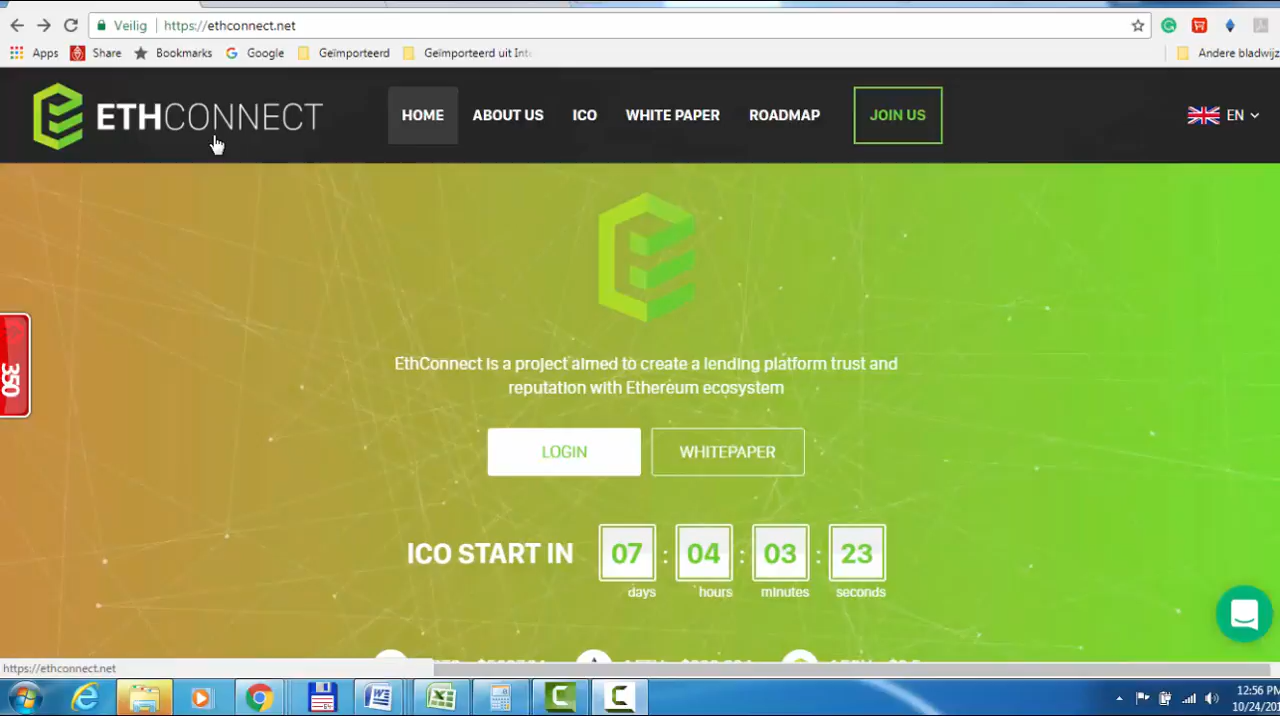 Veilig https://ethconnect.net
Apps Share Bookmarks Google Geïmporteerd Geïmporteerd uit Inte Andere bladwijz
ETHCONNECT HOME ABOUT US ICO WHITE PAPER ROADMAP JOIN US EN
EthConnect is a project aimed to create a lending platform trust and
reputation with Ethereum ecosystem
350
LOGIN WHITEPAPER
ICO START IN 07 : 04 : 03 : 23
days hours minutes seconds
https://ethconnect.net
12:56 PM
10/24/201